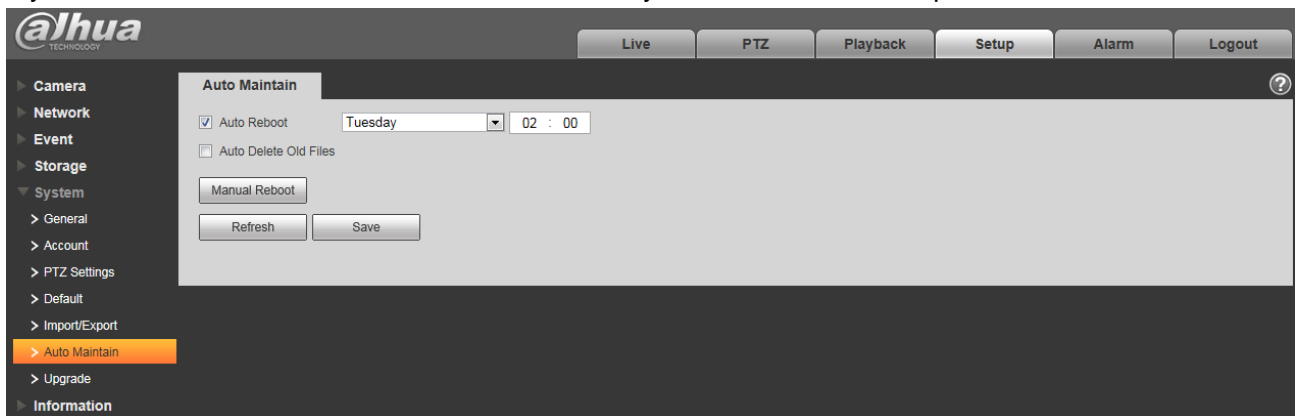 alhua
TECHNOLOGY
Live PTZ Playback Setup Alarm Logout
Camera
Network
Event
Storage
System
> General
> Account
> PTZ Settings
> Default
> Import/Export
> Auto Maintain
> Upgrade
Information
Auto Maintain
?
Auto Reboot Tuesday 02 : 00
Auto Delete Old Files
Manual Reboot
Refresh Save